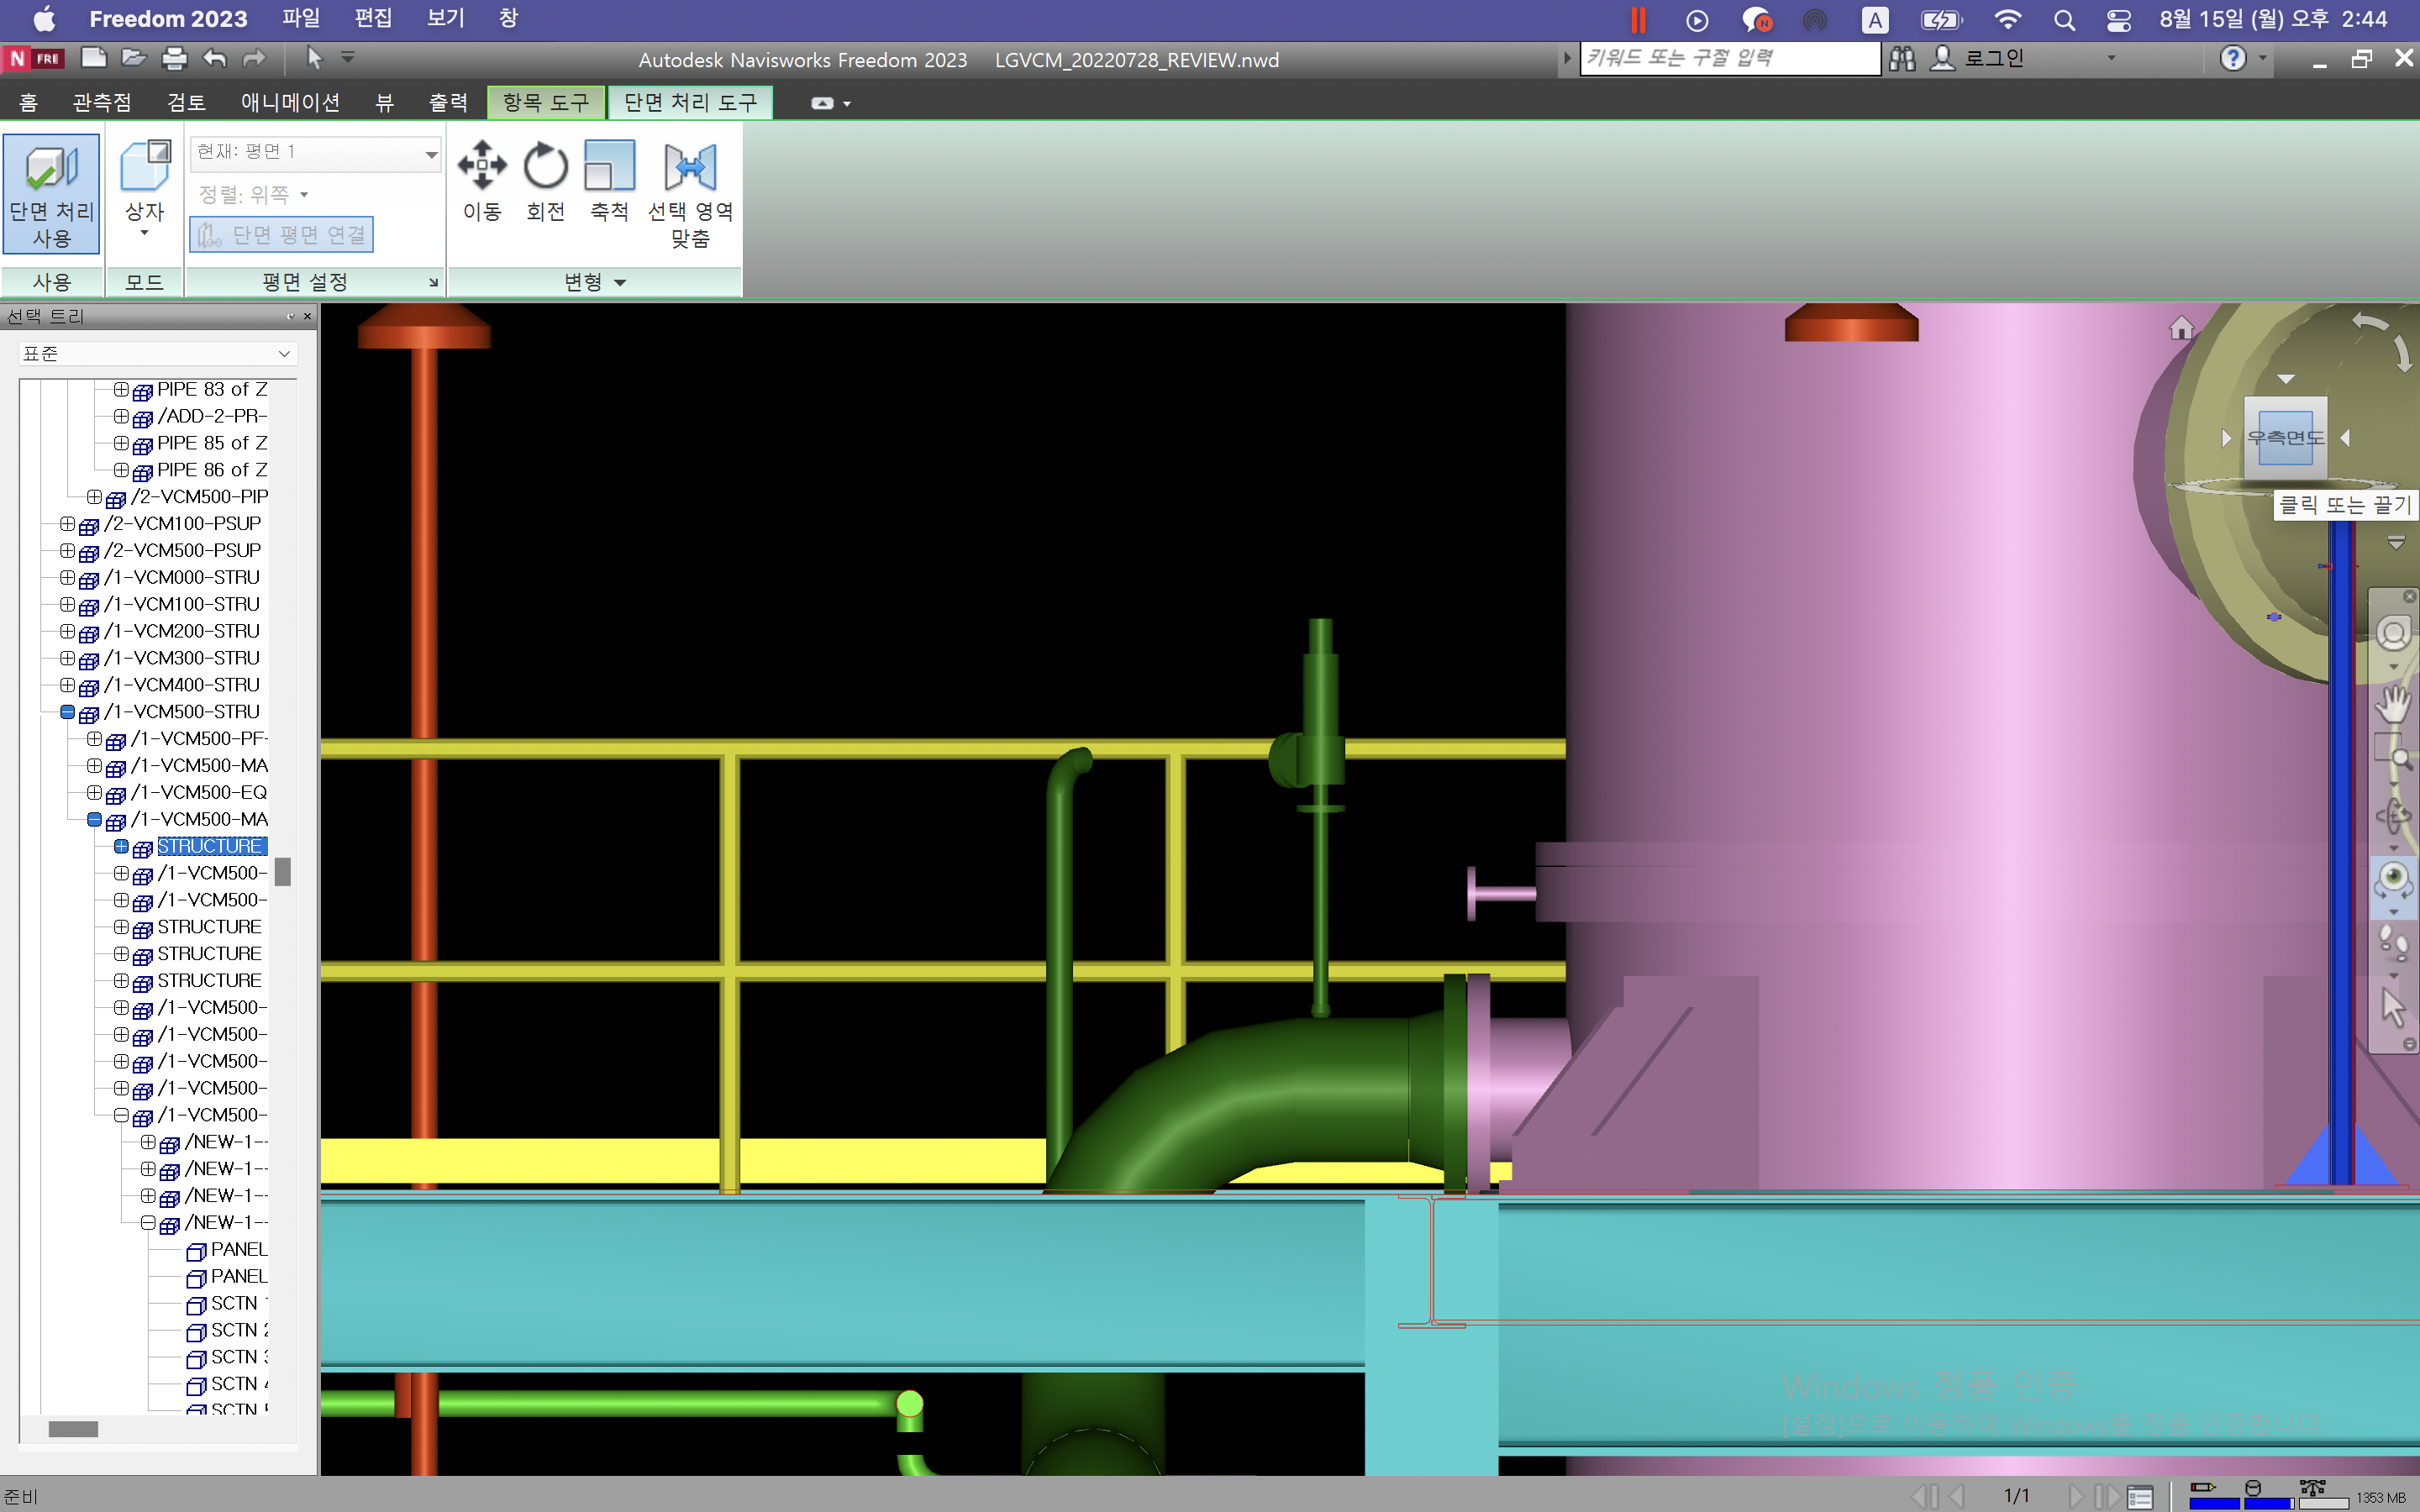 Freedom 2023 파일 편집 보기 창
A
8월 15일 (월) 오후 2:44
N FRE
Autodesk Navisworks Freedom 2023 LGVCM_20220728_REVIEW.nwd
키워드 또는 구절 입력
로그인
홈 관측점 검토 애니메이션 뷰 출력 항목 도구 단면 처리 도구
단면 처리
사용
상자
현재: 평면 1
정렬: 위쪽
단면 평면 연결
이동 회전 축척 선택 영역
맞춤
사용 모드 평면 설정 변형
선택 트리
표준
PIPE 83 of Z
/ADD-2-PR-
PIPE 85 of Z
PIPE 86 of Z
/2-VCM500-PIP
/2-VCM100-PSUP
/2-VCM500-PSUP
/1-VCM000-STRU
/1-VCM100-STRU
/1-VCM200-STRU
/1-VCM300-STRU
/1-VCM400-STRU
/1-VCM500-STRU
/1-VCM500-PF-
/1-VCM500-MA
/1-VCM500-EQ
/1-VCM500-MA
STRUCTURE
/1-VCM500-
/1-VCM500-
STRUCTURE
STRUCTURE
STRUCTURE
/1-VCM500-
/1-VCM500-
/1-VCM500-
/1-VCM500-
/1-VCM500-
/NEW-1--
/NEW-1--
/NEW-1--
/NEW-1--
PANEL
PANEL
SCTN
SCTN 2
SCTN 3
SCTN 4
SCTN 5
우측면도
클릭 또는 끌기
Windows 정품 인증
[설정]으로 이동하여 Windows를 정품 인증합니다.
준비
1/1
1353 MB